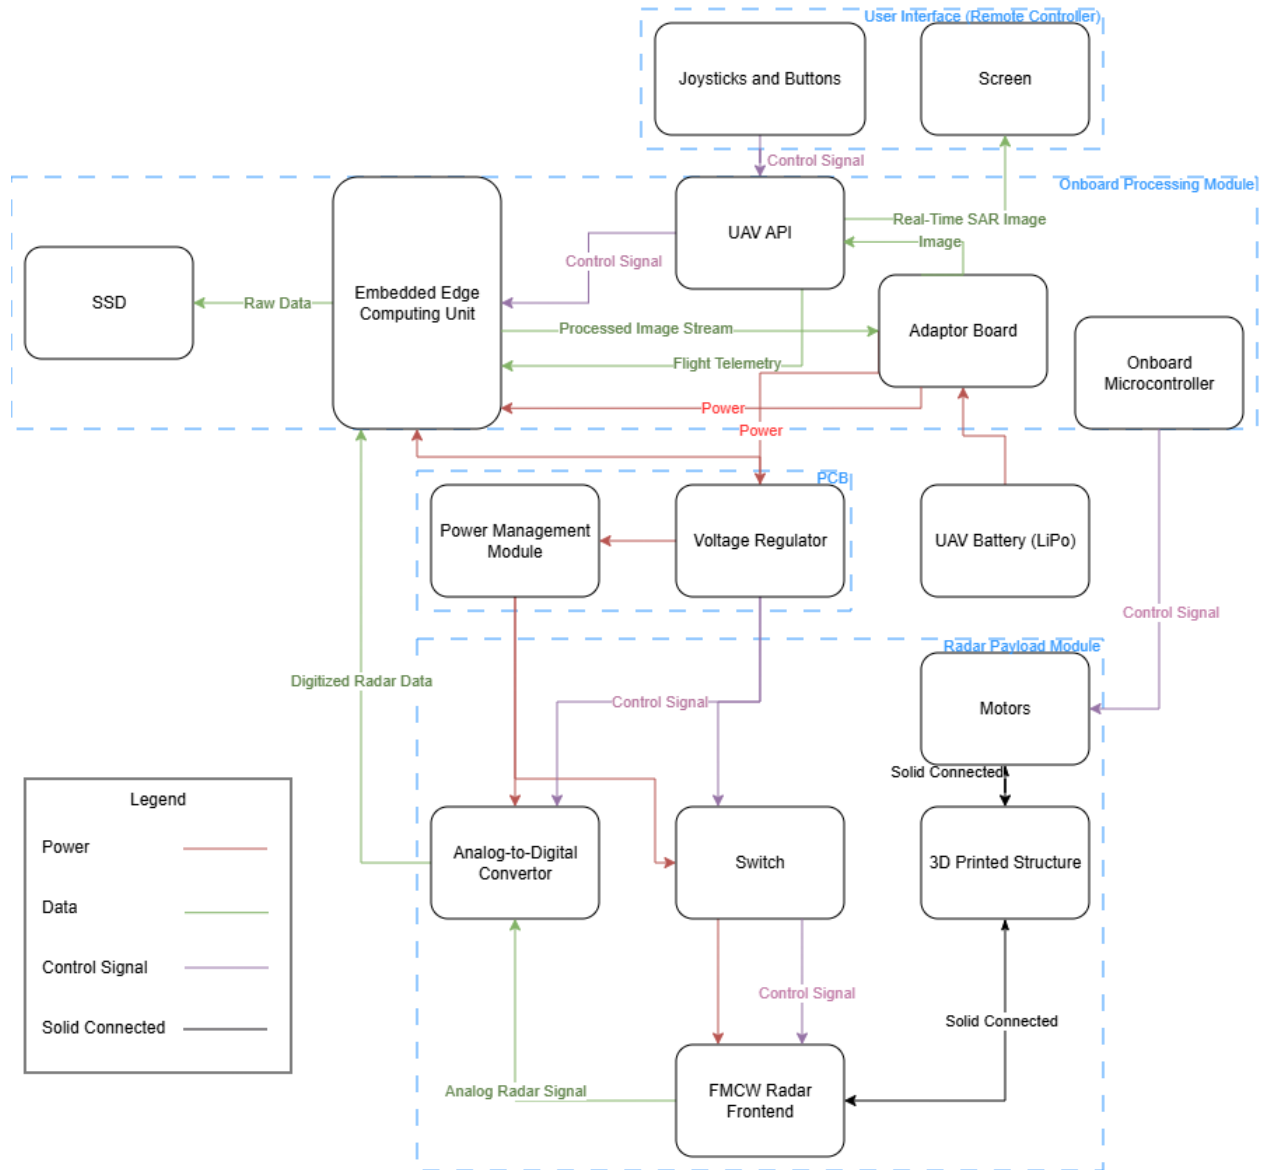 User Interface (Remote Controller)
Joysticks and Buttons
Screen
Control Signal
Onboard Processing Module
UAV API
Real-Time SAR Image
Image
Control Signal
SSD
Raw Data
Embedded Edge
Computing Unit
Processed Image Stream
Adaptor Board
Flight Telemetry
Onboard
Microcontroller
Power
Power
PCB
Power Management
Module
Voltage Regulator
UAV Battery (LiPo)
Control Signal
Radar Payload Module
Digitized Radar Data
Control Signal
Motors
Solid Connected
Legend
Power
Data
Control Signal
Solid Connected
Analog-to-Digital
Convertor
Switch
3D Printed Structure
Control Signal
Solid Connected
Analog Radar Signal
FMCW Radar
Frontend